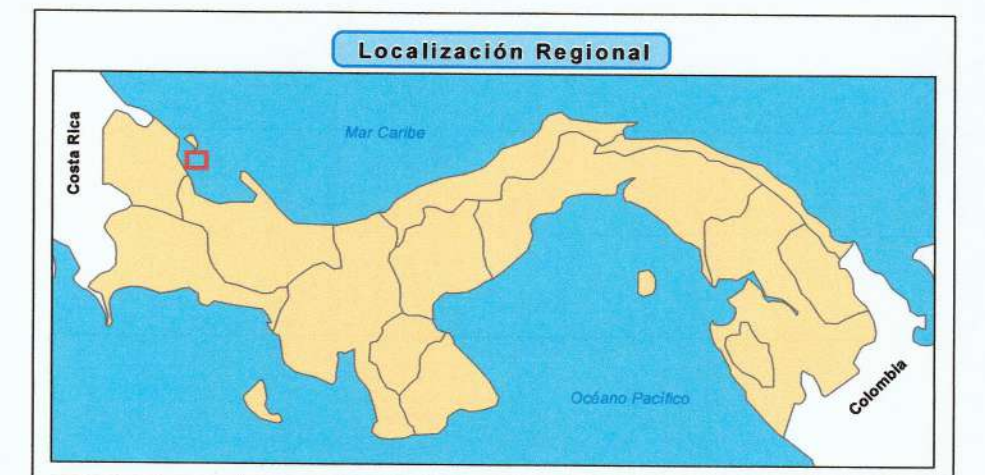 Localización Regional
Costa Rica
Mar Caribe
Océano Pacífico
Colombia